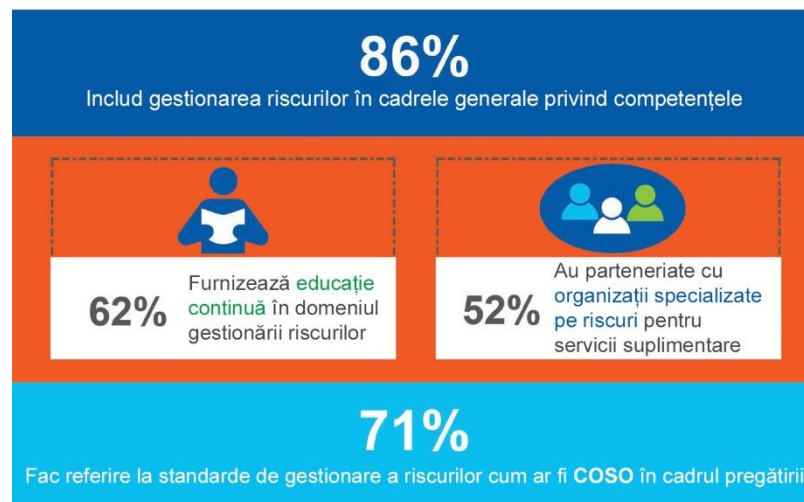 86%
Includ gestionarea riscurilor în cadrele generale privind competențele
62%
Furnizează educație
continuă în domeniul
gestionării riscurilor
52%
Au parteneriate cu
organizații specializate
pe riscuri pentru
servicii suplimentare
71%
Fac referire la standarde de gestionare a riscurilor cum ar fi COSO în cadrul pregătirii